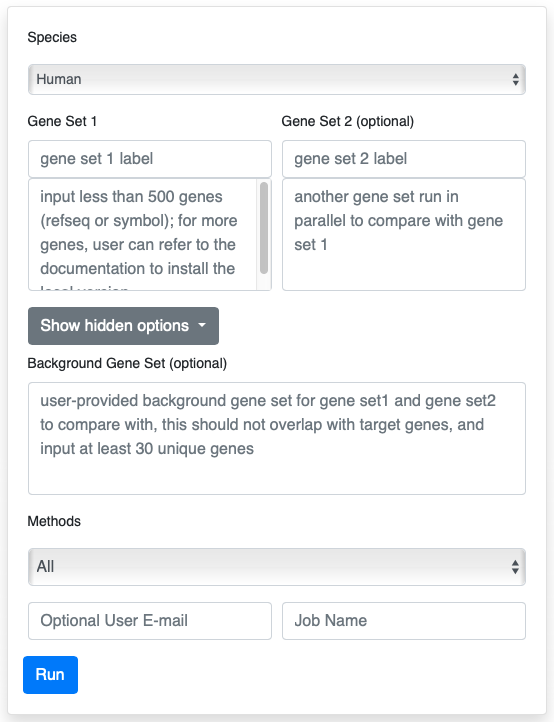 Species
Human
Gene Set 1
Gene Set 2 (optional)
gene set 1 label
gene set 2 label
input less than 500 genes
(refseq or symbol); for more
genes, user can refer to the
documentation to install the
local version
another gene set run in
parallel to compare with gene
set 1
Show hidden options
Background Gene Set (optional)
user-provided background gene set for gene set1 and gene set2
to compare with, this should not overlap with target genes, and
input at least 30 unique genes
Methods
All
Optional User E-mail
Job Name
Run